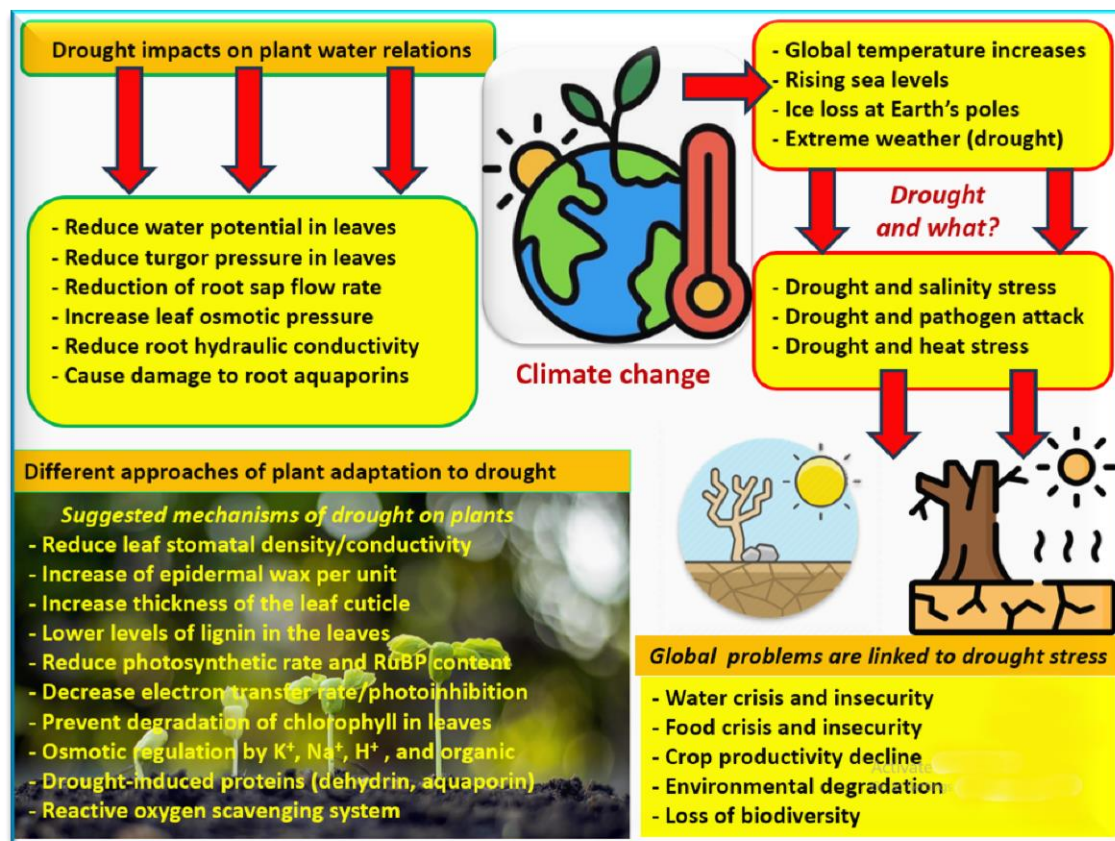 Drought impacts on plant water relations
- Reduce water potential in leaves
- Reduce turgor pressure in leaves
- Reduction of root sap flow rate
- Increase leaf osmotic pressure
- Reduce root hydraulic conductivity
- Cause damage to root aquaporins
Climate change
- Global temperature increases
- Rising sea levels
- Ice loss at Earth's poles
- Extreme weather (drought)
Drought
and what?
- Drought and salinity stress
- Drought and pathogen attack
- Drought and heat stress
Different approaches of plant adaptation to drought
Suggested mechanisms of drought on plants
- Reduce leaf stomatal density/conductivity
- Increase of epidermal wax per unit
- Increase thickness of the leaf cuticle
- Lower levels of lignin in the leaves
- Reduce photosynthetic rate and RuBP content
- Decrease electron transfer rate/photoinhibition
- Prevent degradation of chlorophyll in leaves
- Osmotic regulation by K⁺, Na⁺, H⁺ , and organic
- Drought-induced proteins (dehydrin, aquaporin)
- Reactive oxygen scavenging system
Global problems are linked to drought stress
- Water crisis and insecurity
- Food crisis and insecurity
- Crop productivity decline
Activate
- Environmental degradation
- Loss of biodiversity